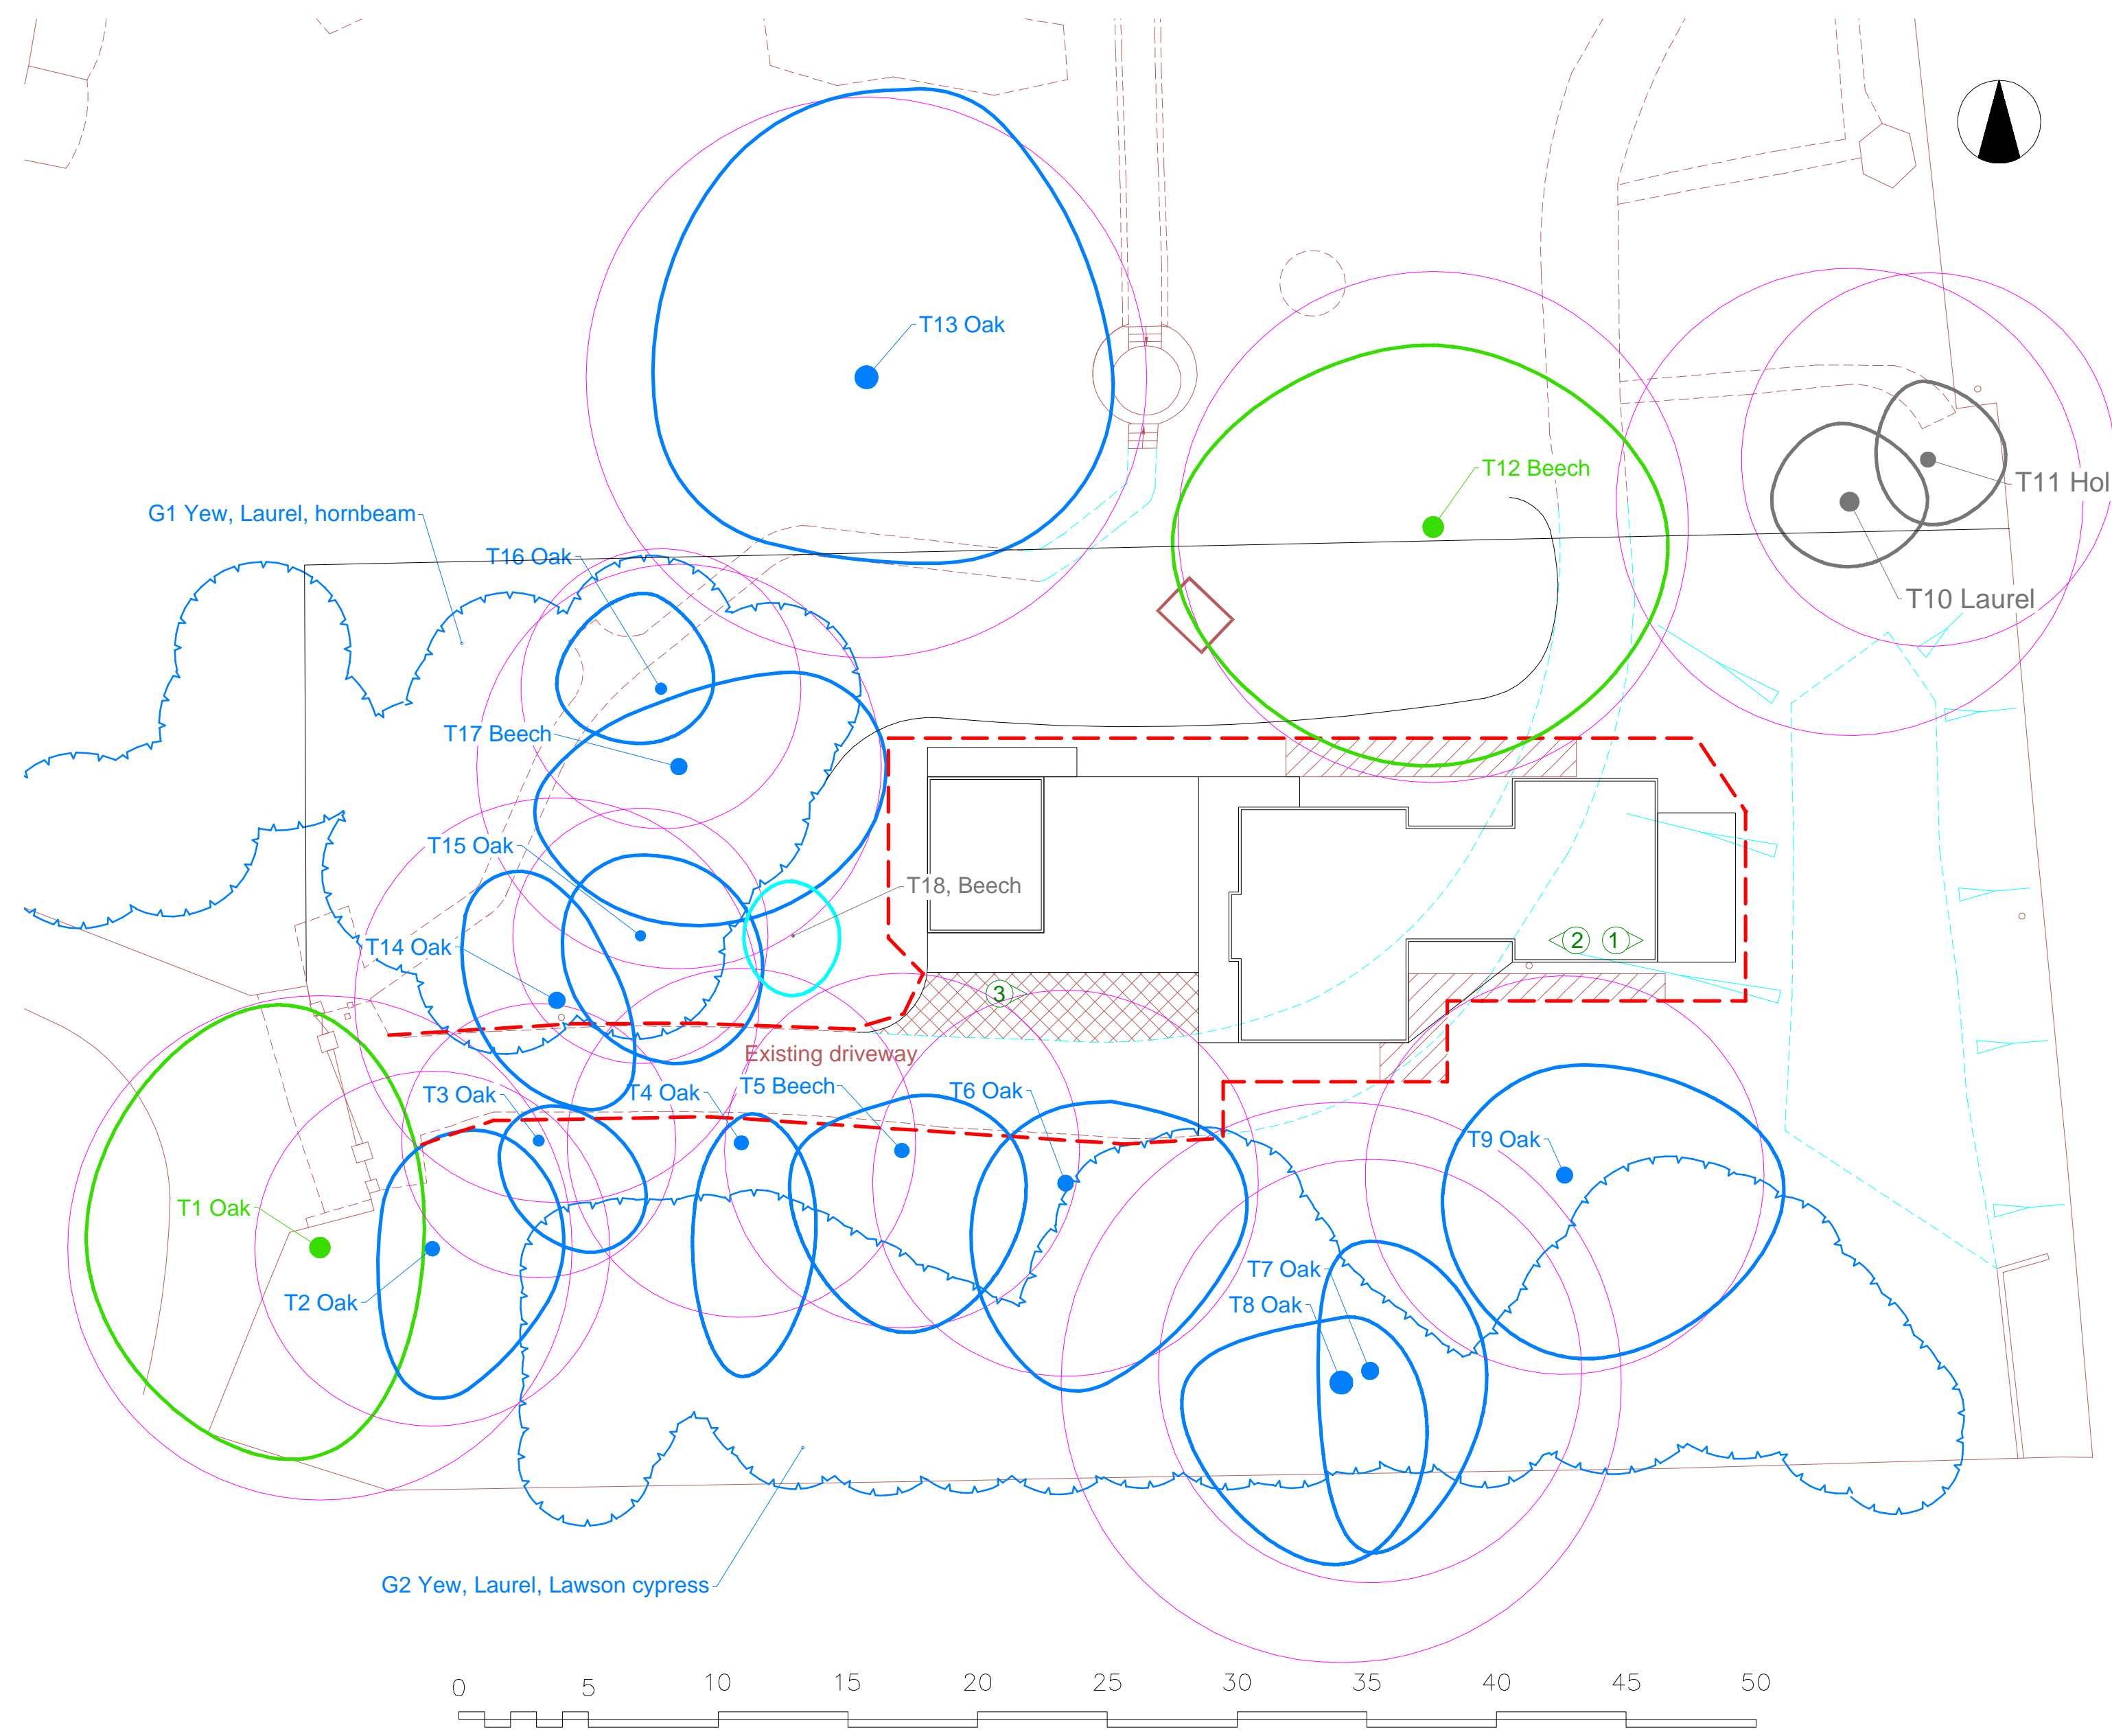 T13 Oak
T12 Beech
T11 Hol
G1 Yew, Laurel, hornbeam
T16 Oak
T10 Laurel
T17 Beech
T15 Oak
T18, Beech
T14 Oak
2
1
3
Existing driveway
T3 Oak
T4 Oak
T5 Beech
T6 Oak
T9 Oak
T1 Oak
T7 Oak
T2 Oak
T8 Oak
G2 Yew, Laurel, Lawson cypress
0 5 10 15 20 25 30 35 40 45 50